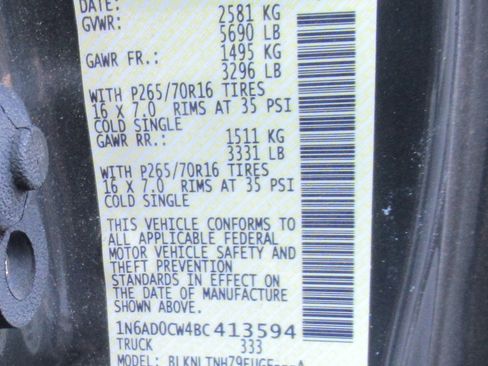 DATE:
GVWR: 2581 KG
5690 LB
GAWR FR.: 1495 KG
3296 LB
WITH P265/70R16 TIRES
16 X 7.0 RIMS AT 35 PSI
COLD SINGLE
GAWR RR.: 1511 KG
3331 LB
WITH P265/70R16 TIRES
16 X 7.0 RIMS AT 35 PSI
COLD SINGLE
THIS VEHICLE CONFORMS TO
ALL APPLICABLE FEDERAL
MOTOR VEHICLE SAFETY AND
THEFT PREVENTION
STANDARDS IN EFFECT ON
THE DATE OF MANUFACTURE
SHOWN ABOVE.
1N6AD0CW4BC413594
TRUCK 333
MODEL: